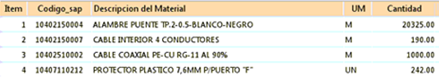 Item Codigo_sap Descripcion del Material UM Cantidad
1 10402150004 ALAMBRE PUENTE TP.2-0.5-BLANCO-NEGRO M 20325.00
2 10402150007 CABLE INTERIOR 4 CONDUCTORES M 190.00
3 10402510002 CABLE COAXIAL PE-CU RG-11 AL 90% M 1000.00
4 10407110212 PROTECTOR PLASTICO 7,6MM P/PUERTO "F" UN 242.00